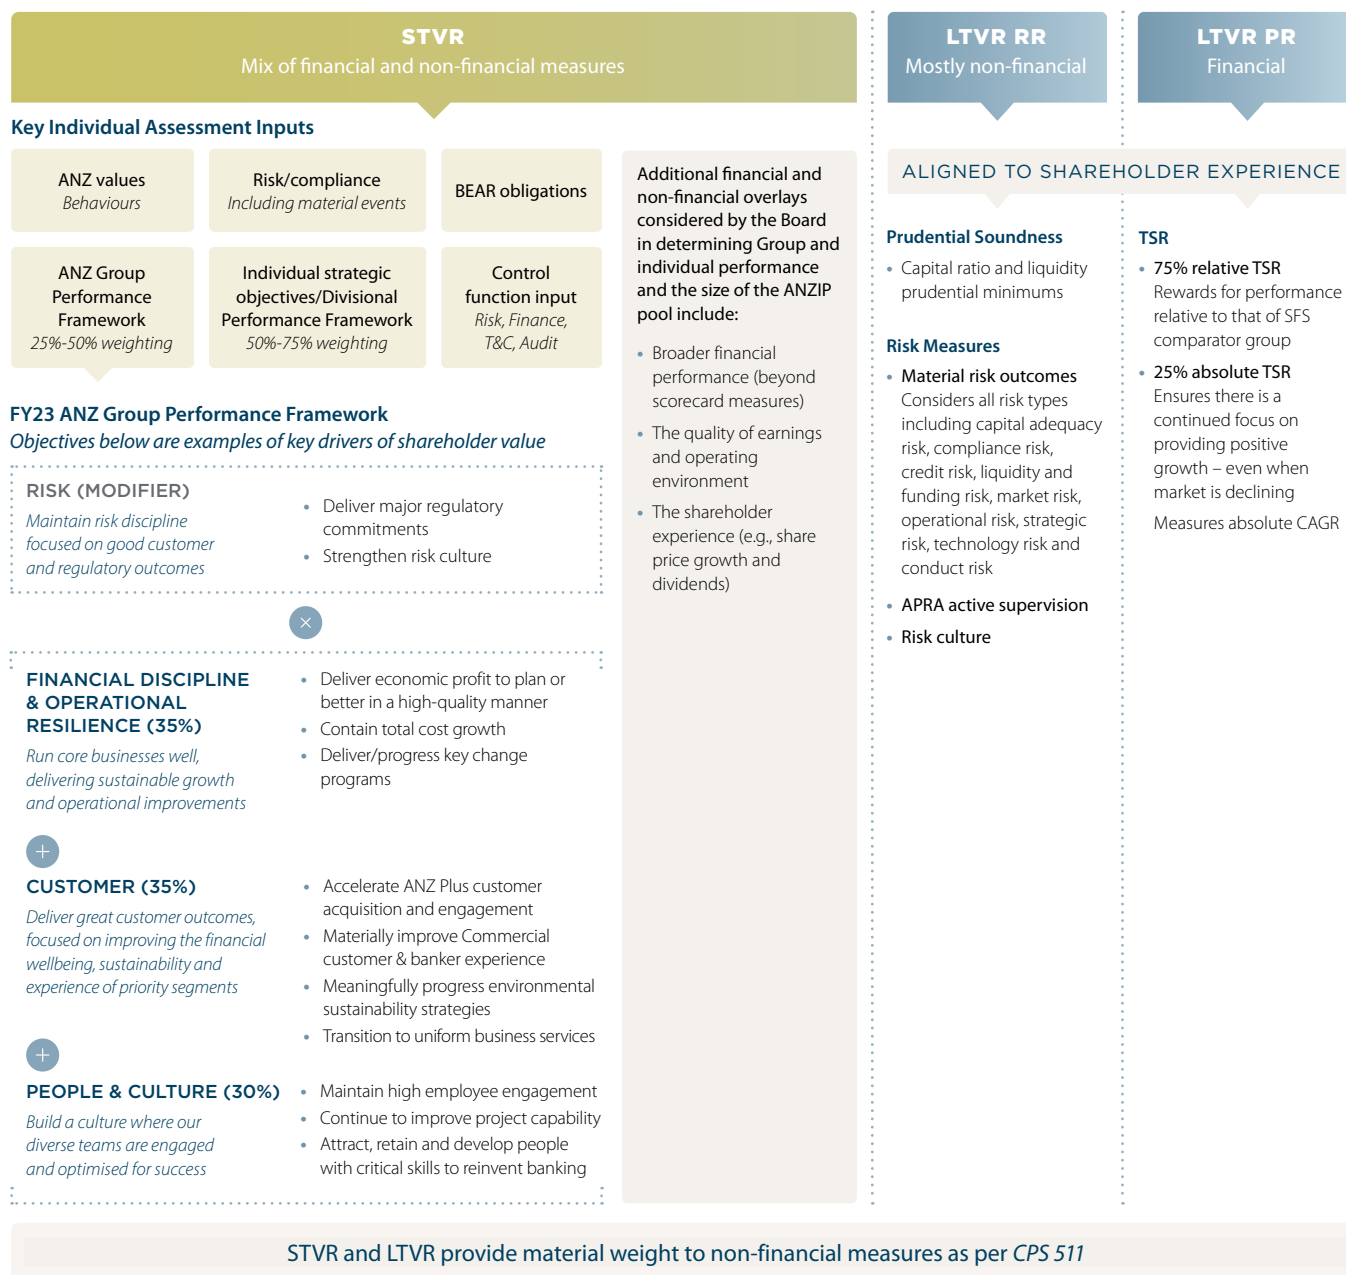 STVR
Mix of financial and non-financial measures
LTVR RR
Mostly non-financial
LTVR PR
Financial
Key Individual Assessment Inputs
ANZ values
Behaviours
Risk/compliance
Including material events
BEAR obligations
ANZ Group
Performance
Framework
25%-50% weighting
Individual strategic
objectives/Divisional
Performance Framework
50%-75% weighting
Control
function input
Risk, Finance,
T&C, Audit
FY23 ANZ Group Performance Framework
Objectives below are examples of key drivers of shareholder value
RISK (MODIFIER)
Maintain risk discipline
focused on good customer
and regulatory outcomes
• Deliver major regulatory
commitments
• Strengthen risk culture
×
FINANCIAL DISCIPLINE
& OPERATIONAL
RESILIENCE (35%)
Run core businesses well,
delivering sustainable growth
and operational improvements
• Deliver economic profit to plan or
better in a high-quality manner
• Contain total cost growth
• Deliver/progress key change
programs
+
CUSTOMER (35%)
Deliver great customer outcomes,
focused on improving the financial
wellbeing, sustainability and
experience of priority segments
• Accelerate ANZ Plus customer
acquisition and engagement
• Materially improve Commercial
customer & banker experience
• Meaningfully progress environmental
sustainability strategies
• Transition to uniform business services
+
PEOPLE & CULTURE (30%)
Build a culture where our
diverse teams are engaged
and optimised for success
• Maintain high employee engagement
• Continue to improve project capability
• Attract, retain and develop people
with critical skills to reinvent banking
Additional financial and
non-financial overlays
considered by the Board
in determining Group and
individual performance
and the size of the ANZIP
pool include:
• Broader financial
performance (beyond
scorecard measures)
• The quality of earnings
and operating
environment
• The shareholder
experience (e.g., share
price growth and
dividends)
ALIGNED TO SHAREHOLDER EXPERIENCE
Prudential Soundness
• Capital ratio and liquidity
prudential minimums
Risk Measures
• Material risk outcomes
Considers all risk types
including capital adequacy
risk, compliance risk,
credit risk, liquidity and
funding risk, market risk,
operational risk, strategic
risk, technology risk and
conduct risk
• APRA active supervision
• Risk culture
TSR
• 75% relative TSR
Rewards for performance
relative to that of SFS
comparator group
• 25% absolute TSR
Ensures there is a
continued focus on
providing positive
growth – even when
market is declining
Measures absolute CAGR
STVR and LTVR provide material weight to non-financial measures as per CPS 511